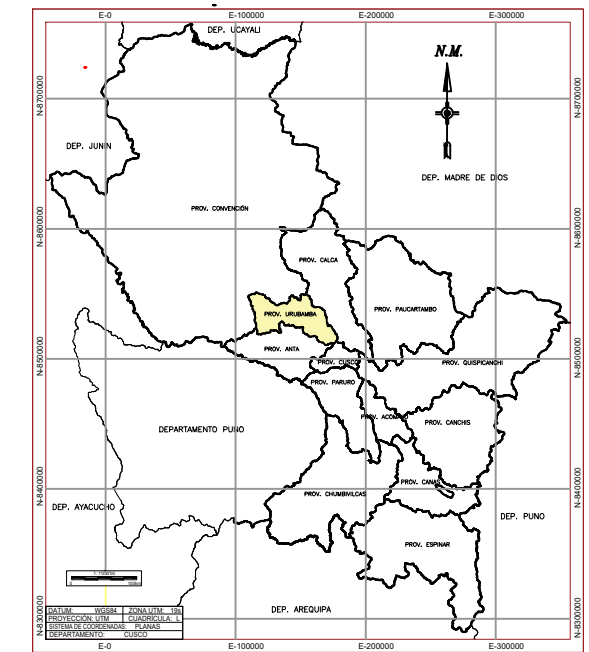 E-0 E-100000 E-200000 E-300000
DEP. UCAYALI
N.M.
N-8700000 N-8700000
DEP. JUNIN
DEP. MADRE DE DIOS
PROV. CONVENCIÓN
N-8600000 N-8600000
PROV. CALCA
PROV. URUBAMBA
PROV. PAUCARTAMBO
PROV. ANTA
N-8500000 N-8500000
PROV. CUSCO
PROV. QUISPICANCHI
PROV. PARURO
PROV. ACOMAYO
PROV. CANCHIS
DEPARTAMENTO PUNO
PROV. CANAS
N-8400000 N-8400000
PROV. CHUMBIVILCAS
DEP. AYACUCHO
DEP. PUNO
PROV. ESPINAR
DEP. AREQUIPA
N-8300000 N-8300000
DATUM: WGS84 ZONA UTM: 19s
PROYECCIÓN: UTM CUADRÍCULA: L
SISTEMA DE COORDENADAS: PLANAS
DEPARTAMENTO: CUSCO
E-0 E-100000 E-200000 E-300000